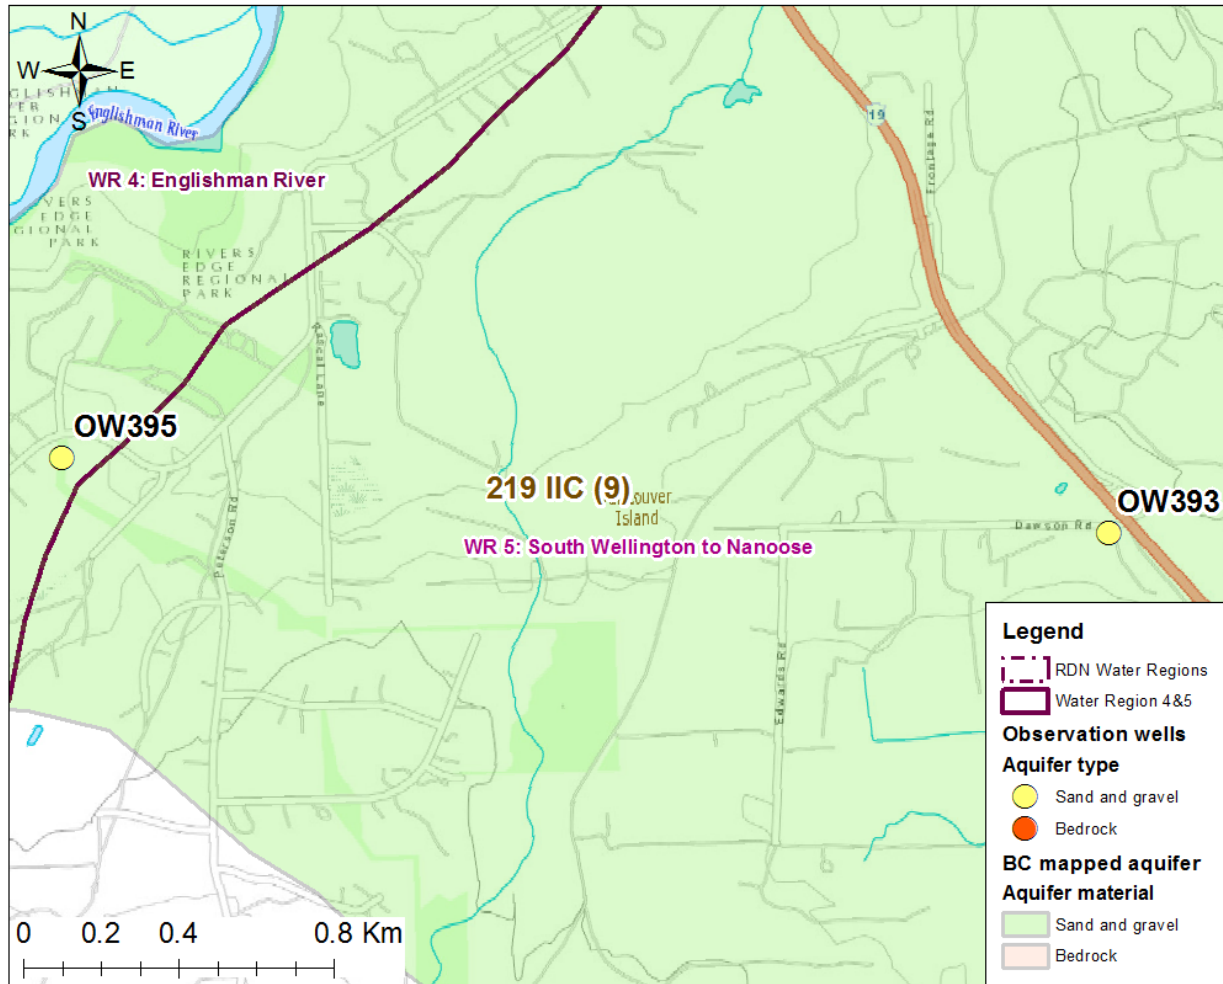 N
W E
S
Englishman River
WR 4: Englishman River
RIVERS
EDGE
REGIONAL
PARK
19
Frontage Rd
Rascal Lane
OW395
Peterson Rd
219 IIC (9)
Island
WR 5: South Wellington to Nanoose
OW393
Dawson Rd
Edwards Rd
Legend
RDN Water Regions
Water Region 4&5
Observation wells
Aquifer type
Sand and gravel
Bedrock
BC mapped aquifer
Aquifer material
Sand and gravel
Bedrock
0 0.2 0.4 0.8 Km